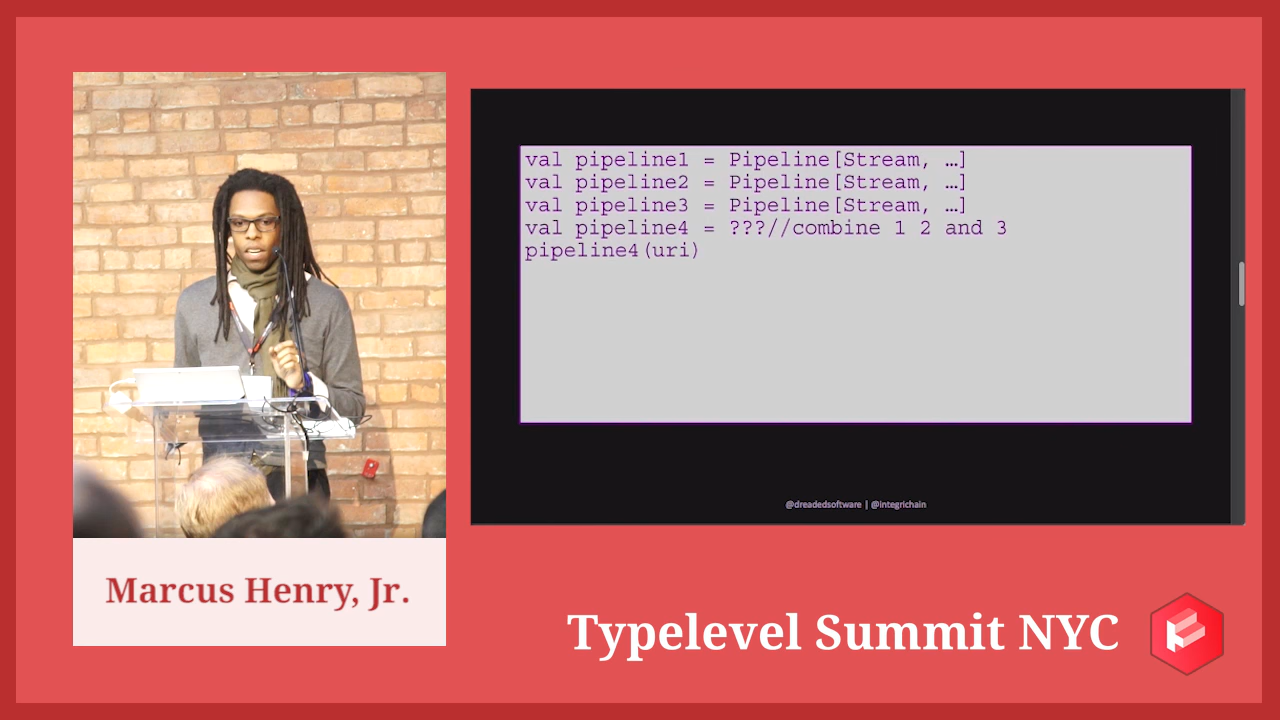 val pipeline1 = Pipeline[Stream, …]
val pipeline2 = Pipeline[Stream, …]
val pipeline3 = Pipeline[Stream, …]
val pipeline4 = ???//combine 1 2 and 3
pipeline4(uri)
@dreadedsoftware | @integrichain
Marcus Henry, Jr.
Typelevel Summit NYC